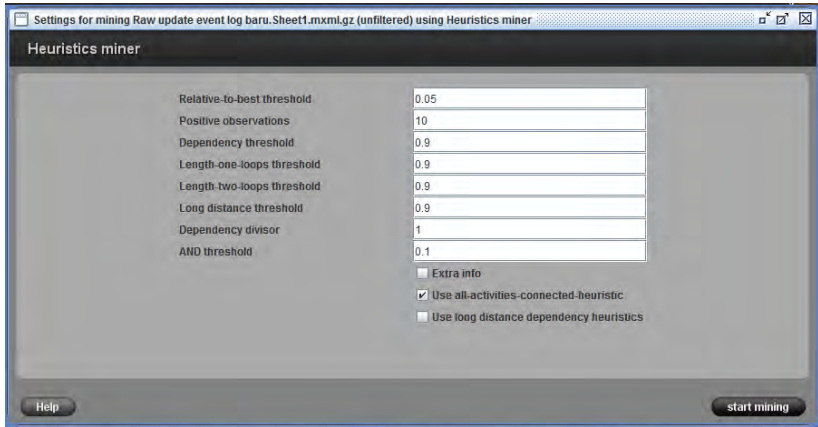 Settings for mining Raw update event log baru.Sheet1.mxml.gz (unfiltered) using Heuristics miner
Heuristics miner
Relative-to-best threshold 0.05
Positive observations 10
Dependency threshold 0.9
Length-one-loops threshold 0.9
Length-two-loops threshold 0.9
Long distance threshold 0.9
Dependency divisor 1
AND threshold 0.1
Extra info
Use all-activities-connected-heuristic
Use long distance dependency heuristics
Help start mining